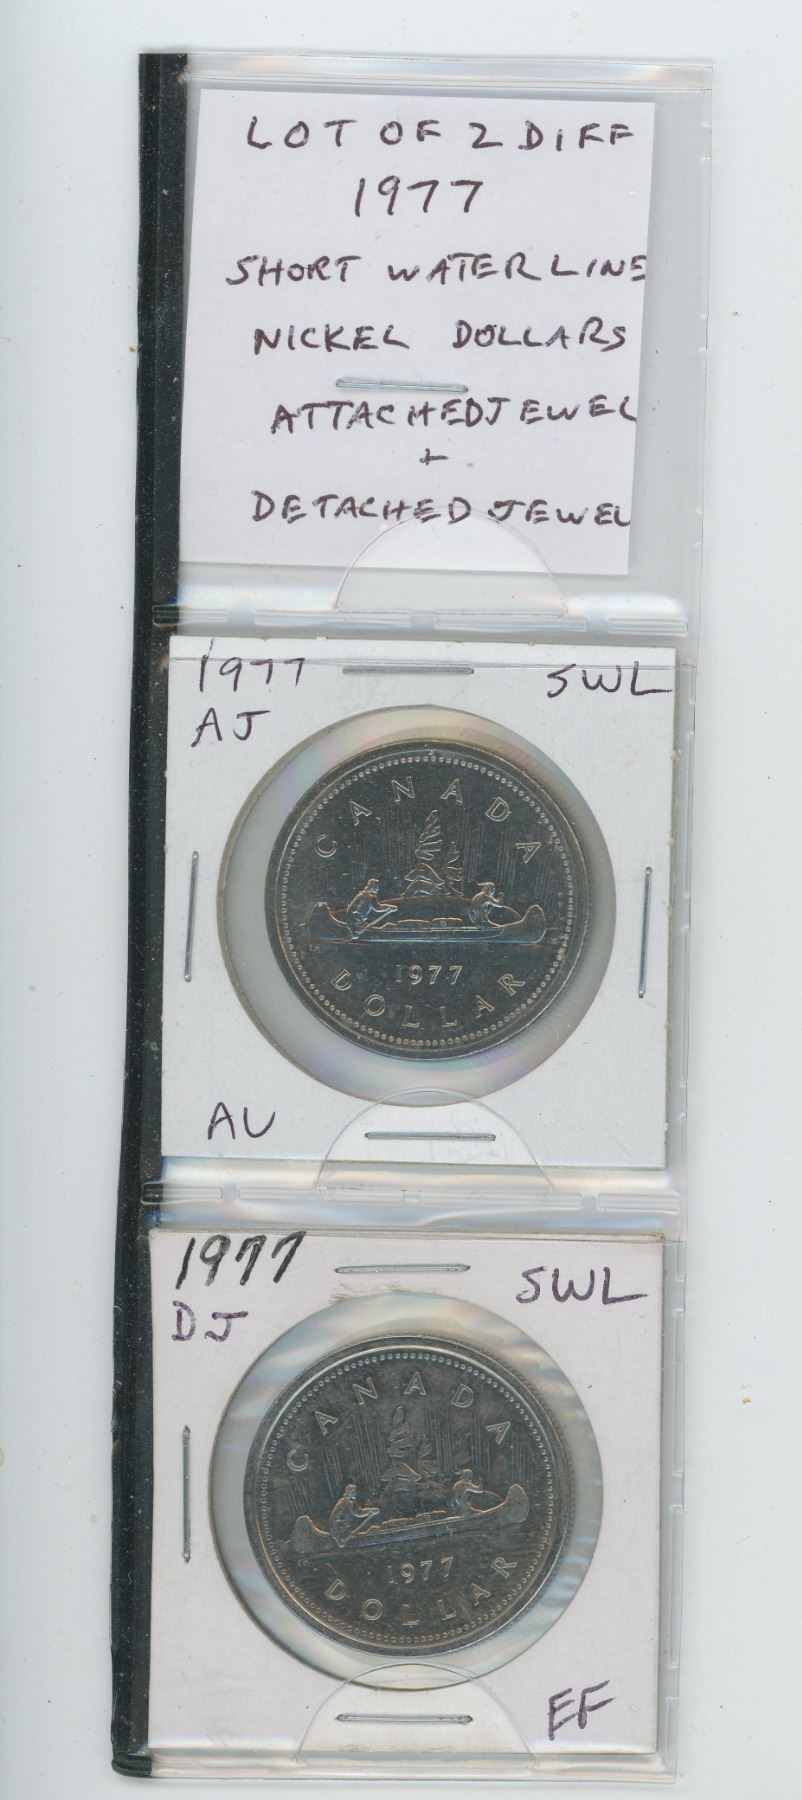 LOT OF 2 DIFF
1977
SHORT WATERLINE
NICKEL DOLLARS
ATTACHED JEWEL
+
DETACHED JEWEL
1977 SWL
AJ
CANADA
1977
DOLLAR
AU
1977 SWL
DJ
CANADA
1977
DOLLAR
EF